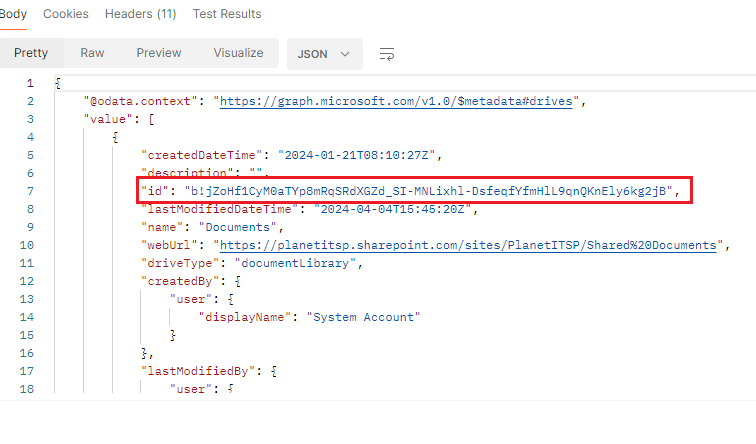 Body Cookies Headers (11) Test Results
Pretty Raw Preview Visualize JSON
1 {
2 "@odata.context": "https://graph.microsoft.com/v1.0/$metadata#drives",
3 "value": [
4 {
5 "createdDateTime": "2024-01-21T08:10:27Z",
6 "description": "",
7 "id": "b!jZoHf1CyM0aTYp8mRqSRdXGZd_SI-MNLixhl-DsfeqfYfmHlL9qnQKnEly6kg2jB",
8 "lastModifiedDateTime": "2024-04-04T15:45:20Z",
9 "name": "Documents",
10 "webUrl": "https://planetitsp.sharepoint.com/sites/PlanetITSP/Shared%20Documents",
11 "driveType": "documentLibrary",
12 "createdBy": {
13 "user": {
14 "displayName": "System Account"
15 }
16 },
17 "lastModifiedBy": {
18 "user": {